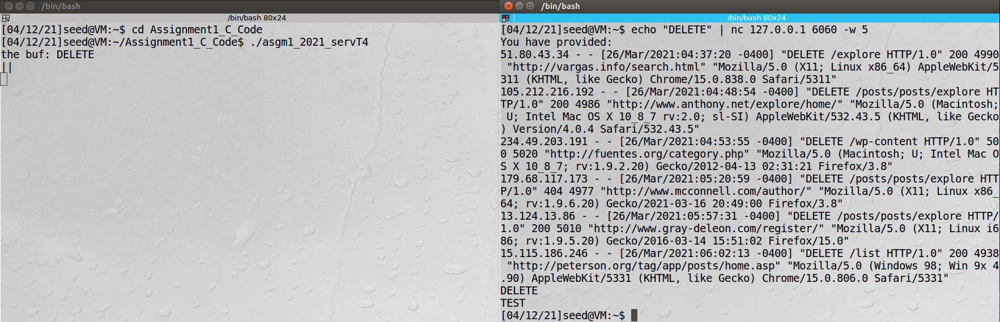 /bin/bash
/bin/bash 80x24
[04/12/21]seed@VM:~$ cd Assignment1_C_Code
[04/12/21]seed@VM:~/Assignment1_C_Code$ ./asgm1_2021_servT4
the buf: DELETE
||
/bin/bash
/bin/bash 80x24
[04/12/21]seed@VM:~$ echo "DELETE" | nc 127.0.0.1 6060 -w 5
You have provided:
51.80.43.34 - - [26/Mar/2021:04:37:20 -0400] "DELETE /explore HTTP/1.0" 200 4990
 "http://vargas.info/search.html" "Mozilla/5.0 (X11; Linux x86_64) AppleWebKit/5
311 (KHTML, like Gecko) Chrome/15.0.838.0 Safari/5311"
105.212.216.192 - - [26/Mar/2021:04:48:54 -0400] "DELETE /posts/posts/explore HT
TP/1.0" 200 4986 "http://www.anthony.net/explore/home/" "Mozilla/5.0 (Macintosh;
 U; Intel Mac OS X 10_8_7 rv:2.0; sl-SI) AppleWebKit/532.43.5 (KHTML, like Gecko
) Version/4.0.4 Safari/532.43.5"
234.49.203.191 - - [26/Mar/2021:04:53:55 -0400] "DELETE /wp-content HTTP/1.0" 50
0 5020 "http://fuentes.org/category.php" "Mozilla/5.0 (Macintosh; U; Intel Mac O
S X 10_8_7; rv:1.9.2.20) Gecko/2012-04-13 02:31:21 Firefox/3.8"
179.68.117.173 - - [26/Mar/2021:05:20:59 -0400] "DELETE /posts/posts/explore HTT
P/1.0" 404 4977 "http://www.mcconnell.com/author/" "Mozilla/5.0 (X11; Linux x86_
64; rv:1.9.6.20) Gecko/2021-03-16 20:49:00 Firefox/3.8"
13.124.13.86 - - [26/Mar/2021:05:57:31 -0400] "DELETE /posts/posts/explore HTTP/
1.0" 200 5010 "http://www.gray-deleon.com/register/" "Mozilla/5.0 (X11; Linux i6
86; rv:1.9.5.20) Gecko/2016-03-14 15:51:02 Firefox/15.0"
15.115.186.246 - - [26/Mar/2021:06:02:13 -0400] "DELETE /list HTTP/1.0" 200 4938
 "http://peterson.org/tag/app/posts/home.asp" "Mozilla/5.0 (Windows 98; Win 9x 4
.90) AppleWebKit/5331 (KHTML, like Gecko) Chrome/15.0.806.0 Safari/5331"
DELETE
TEST
[04/12/21]seed@VM:~$